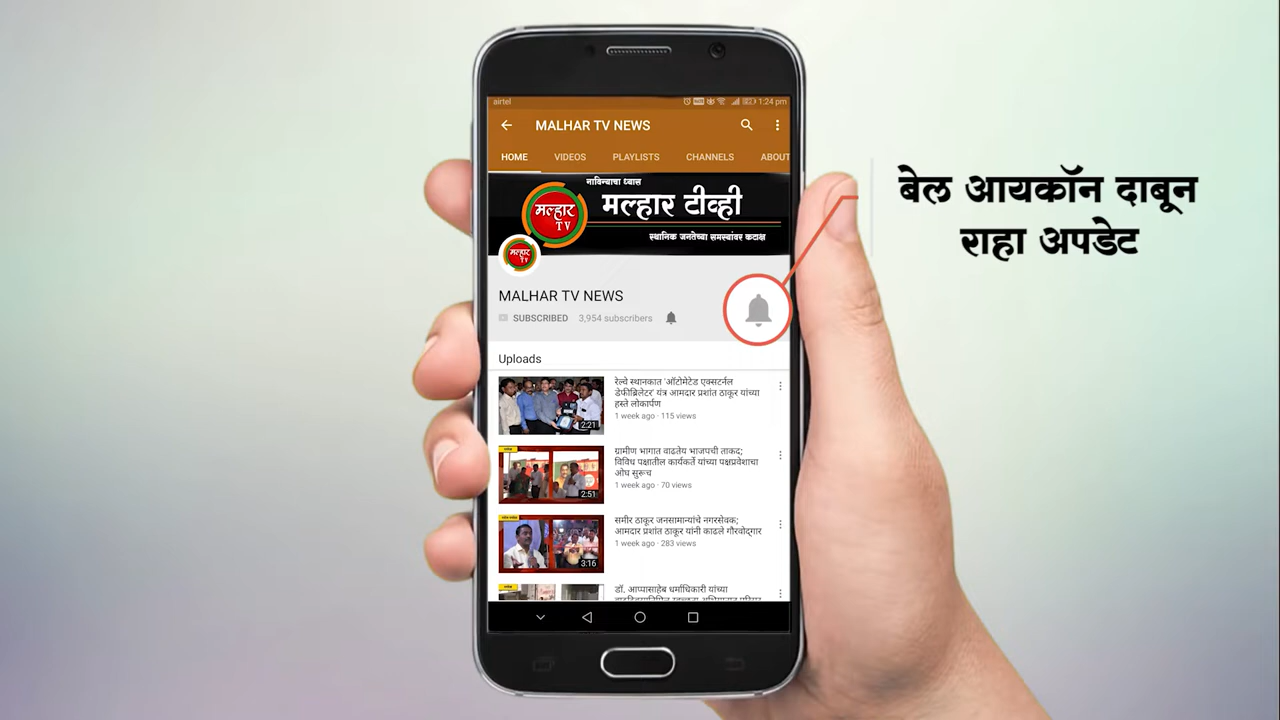 airtel 1:24 pm
MALHAR TV NEWS
HOME VIDEOS PLAYLISTS CHANNELS ABOUT
नाविन्याचा ध्यास
मल्हार टीव्ही
स्थानिक जनतेच्या समस्यांवर कटाक्ष
मल्हार
TV
मल्हार
TV
MALHAR TV NEWS
SUBSCRIBED 3,954 subscribers
Uploads
रेल्वे स्थानकात 'ऑटोमेटेड एक्सटर्नल
डेफीब्रिलेटर' यंत्र आमदार प्रशांत ठाकूर यांच्या
हस्ते लोकार्पण
1 week ago · 115 views
2:21
ग्रामीण भागात वाढतेय भाजपची ताकद;
विविध पक्षातील कार्यकर्ते यांच्या पक्षप्रवेशाचा
ओघ सुरूच
1 week ago · 70 views
2:51
समीर ठाकूर जनसामान्यांचे नगरसेवक;
आमदार प्रशांत ठाकूर यांनी काढले गौरवोद्गार
1 week ago · 283 views
3:16
डॉ. आप्पासाहेब धर्माधिकारी यांच्या
बेल आयकॉन दाबून
राहा अपडेट